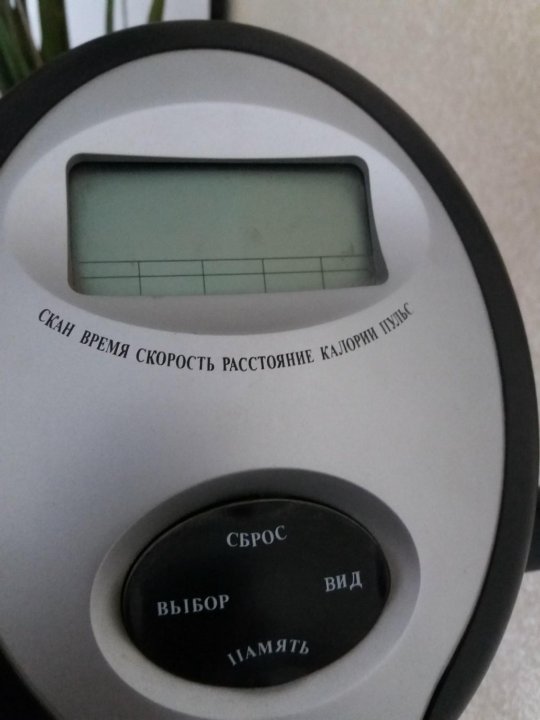 СКАН ВРЕМЯ СКОРОСТЬ РАССТОЯНИЕ КАЛОРИИ ПУЛЬС
СБРОС
ВЫБОР ВИД
ПАМЯТЬ